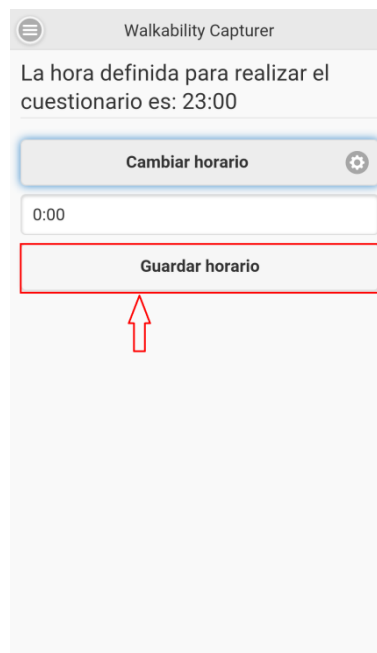 Walkability Capturer
La hora definida para realizar el
cuestionario es: 23:00
Cambiar horario
0:00
Guardar horario